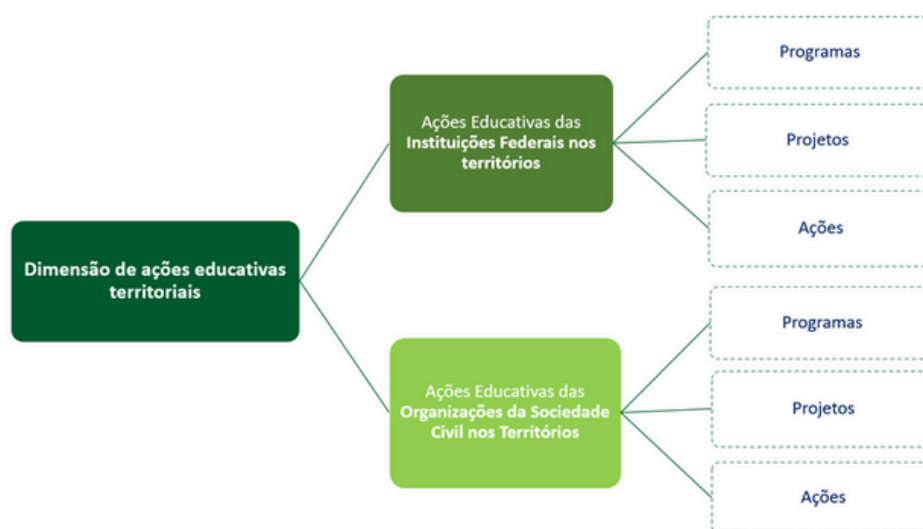 Programas
Ações Educativas das
Instituições Federais nos
territórios
Projetos
Ações
Dimensão de ações educativas
territoriais
Programas
Ações Educativas das
Organizações da Sociedade
Civil nos Territórios
Projetos
Ações